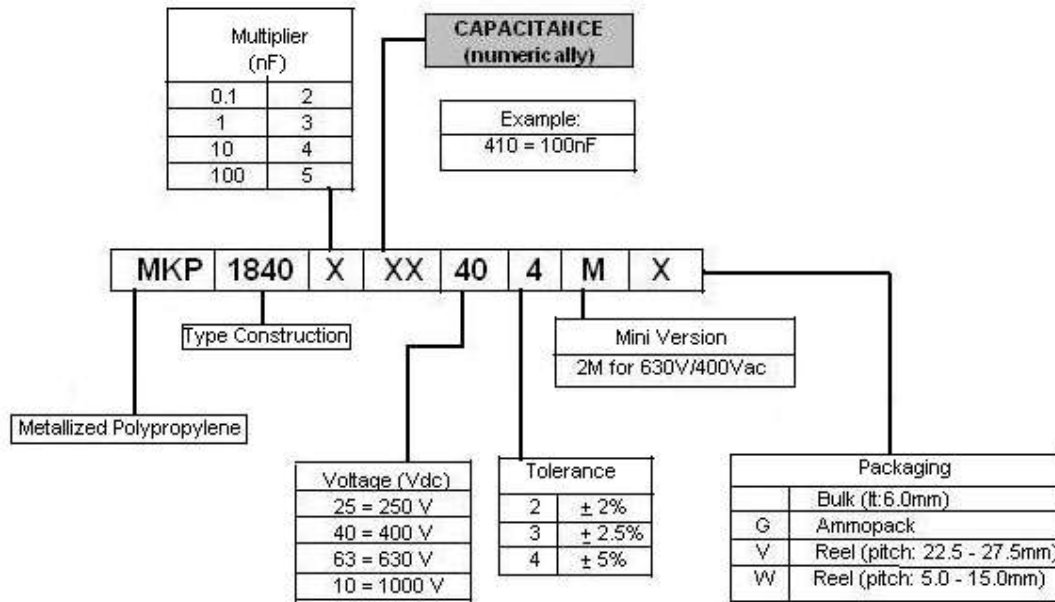 Multiplier
(nF)
0.1 2
1 3
10 4
100 5
CAPACITANCE
(numerically)
Example:
410 = 100nF
MKP 1840 X XX 40 4 M X
Type Construction
Mini Version
2M for 630V/400Vac
Metallized Polypropylene
Voltage (Vdc)
25 = 250 V
40 = 400 V
63 = 630 V
10 = 1000 V
Tolerance
2 ± 2%
3 ± 2.5%
4 ± 5%
Packaging
Bulk (lt:6.0mm)
G Ammopack
V Reel (pitch: 22.5 - 27.5mm)
W Reel (pitch: 5.0 - 15.0mm)